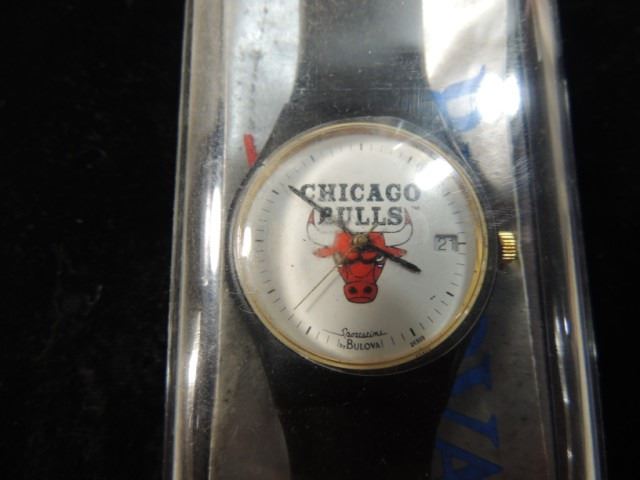 CHICAGO
BULLS
21
Sportstime
by BULOVA